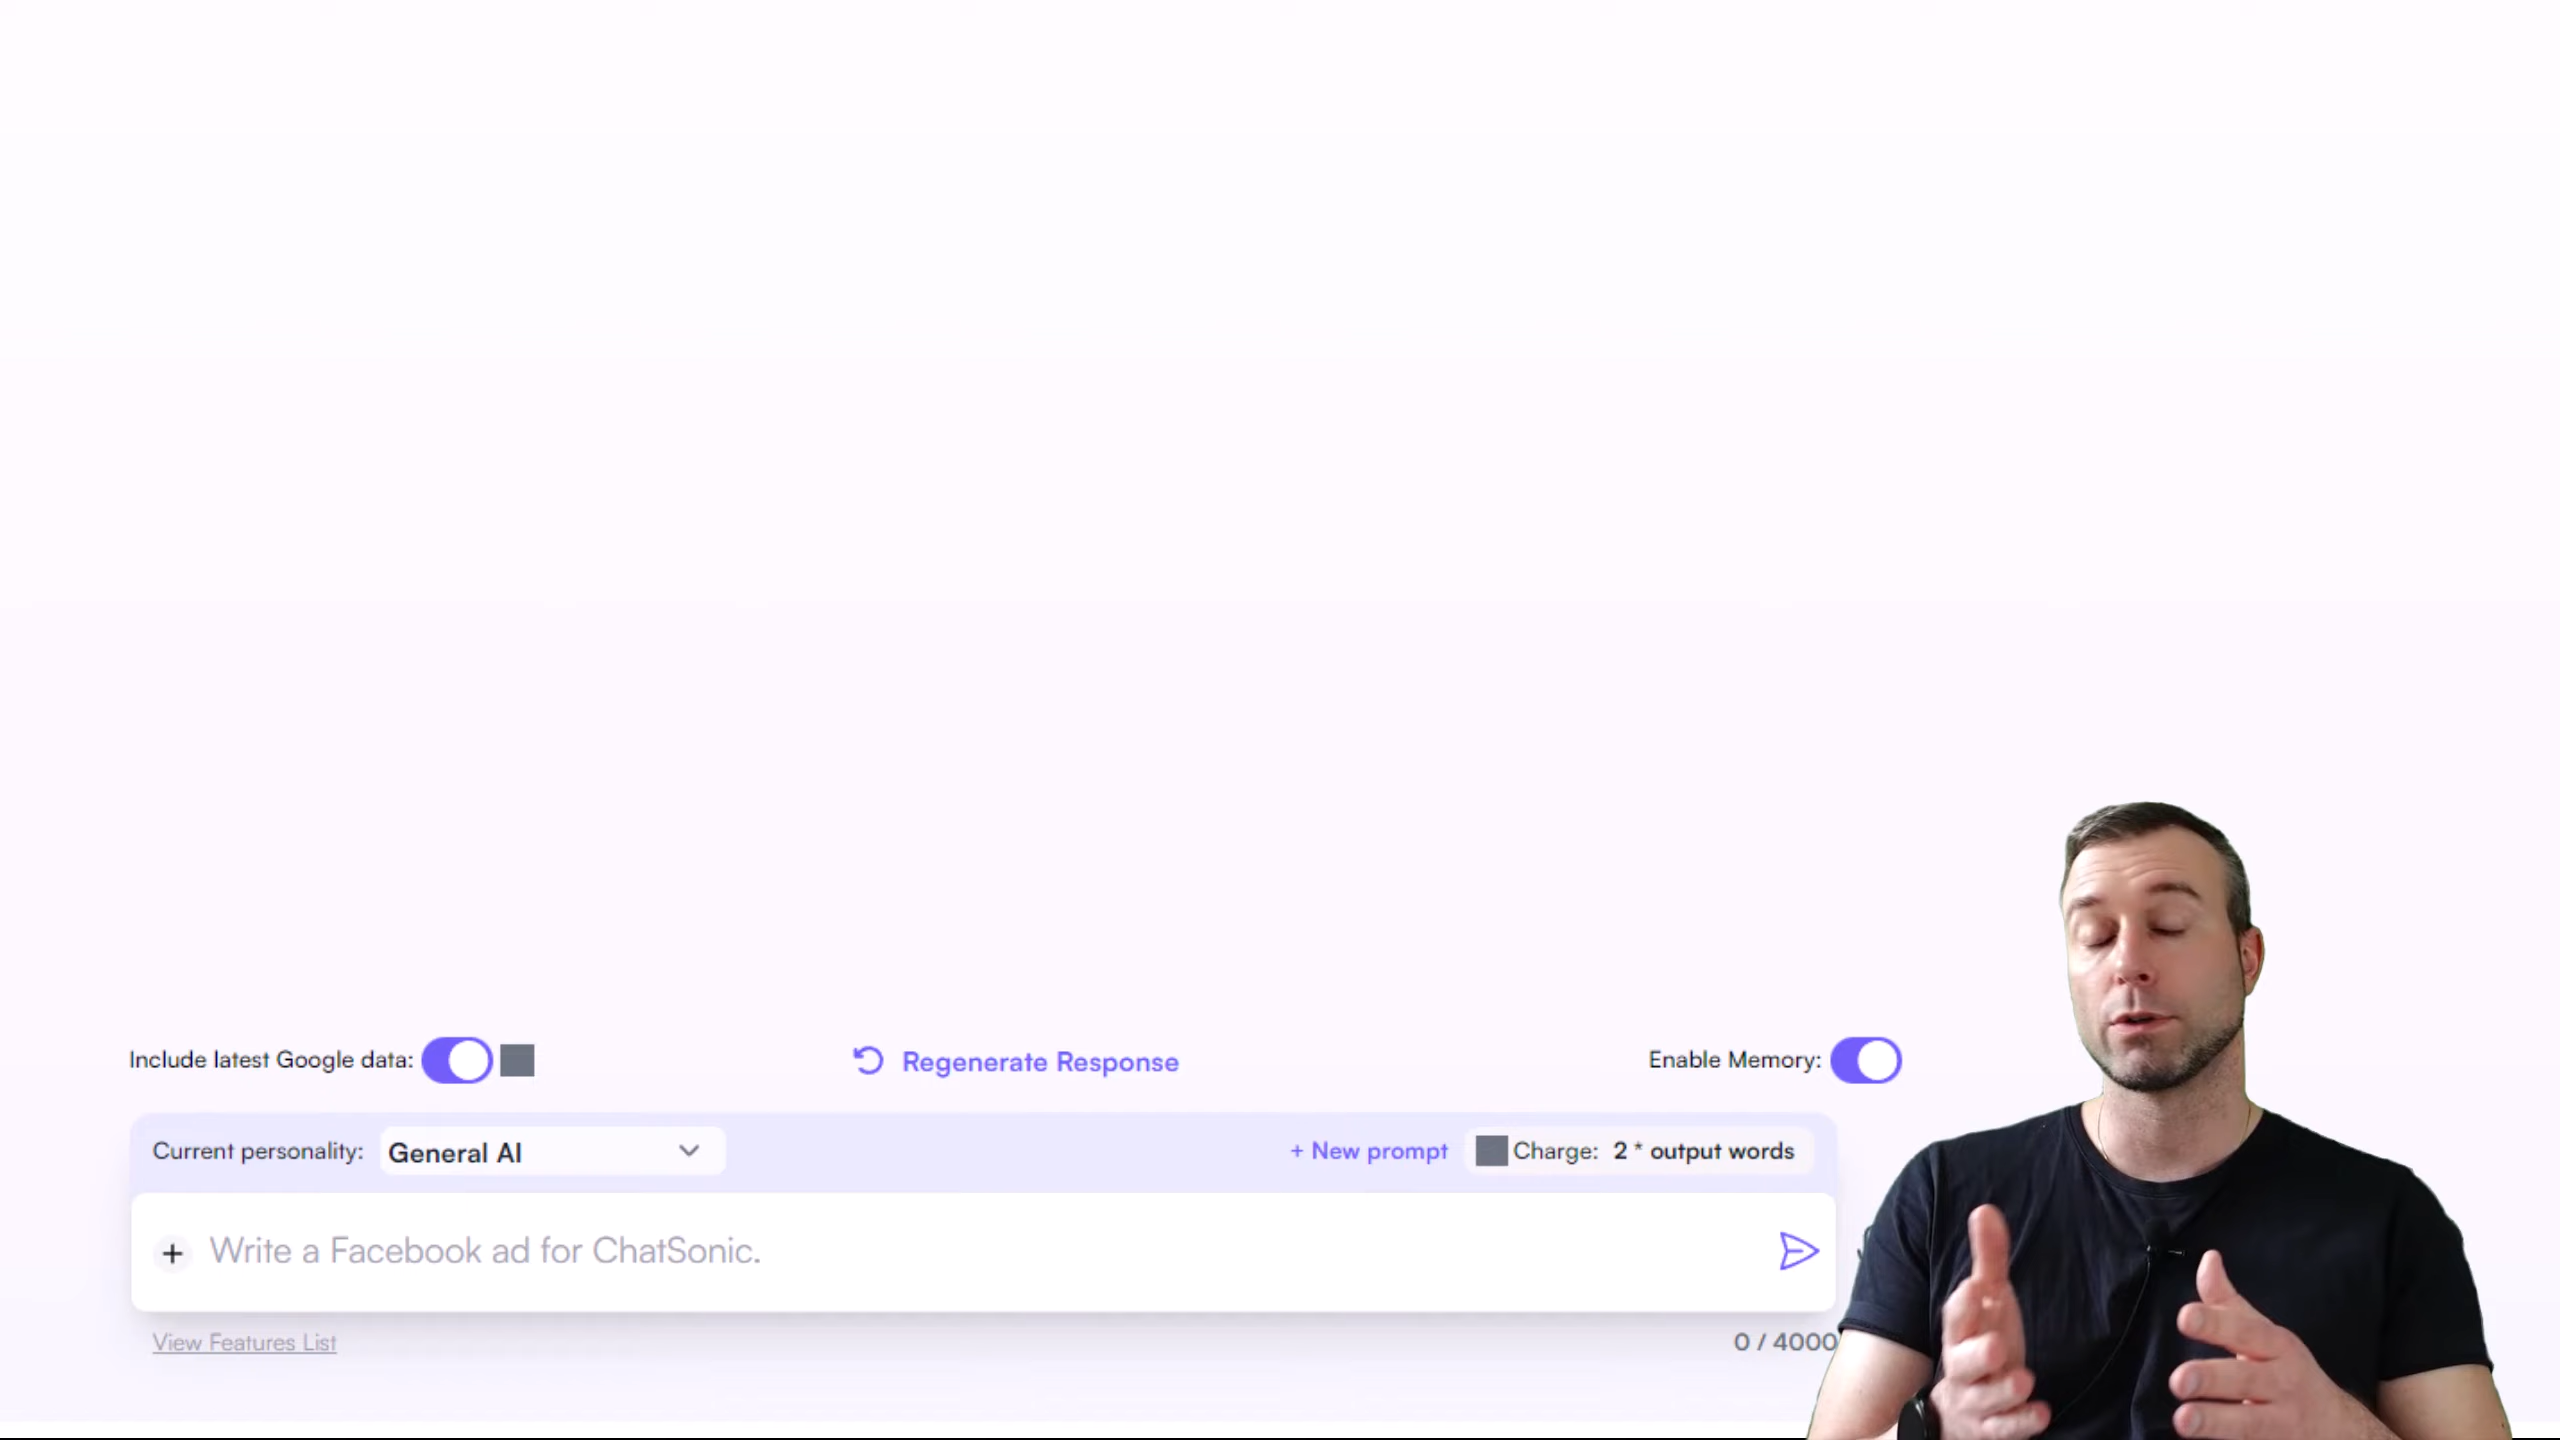 Include latest Google data:
Regenerate Response
Enable Memory:
Current personality: General AI
+ New prompt
Charge: 2 * output words
+ Write a Facebook ad for ChatSonic.
View Features List
0 / 4000